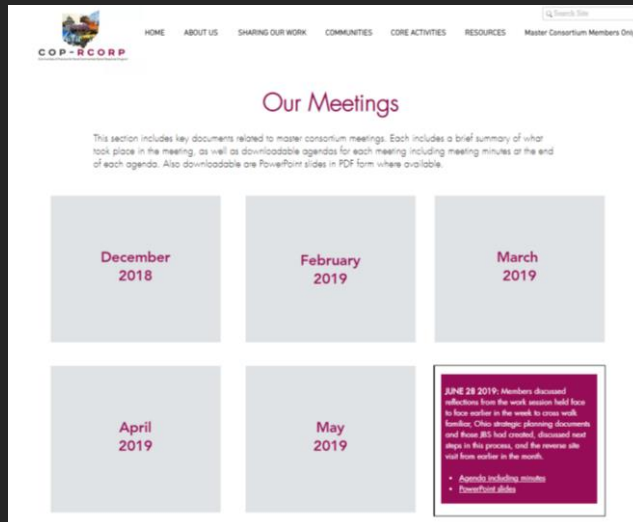 Search Site
COP-RCORP
HOME ABOUT US SHARING OUR WORK COMMUNITIES CORE ACTIVITIES RESOURCES Master Consortium Members Onl
Our Meetings
This section includes key documents related to master consortium meetings. Each includes a brief summary of what
took place in the meeting, as well as downloadable agendas for each meeting including meeting minutes at the end
of each agenda. Also downloadable are PowerPoint slides in PDF form where available.
December
2018
February
2019
March
2019
April
2019
May
2019
JUNE 28 2019: Members discussed
reflections from the work session held face
to face earlier in the week to cross walk
familiar, Ohio strategic planning documents
and those JBS had created, discussed next
steps in this process, and the reverse site
visit from earlier in the month.
• Agenda including minutes
• PowerPoint slides